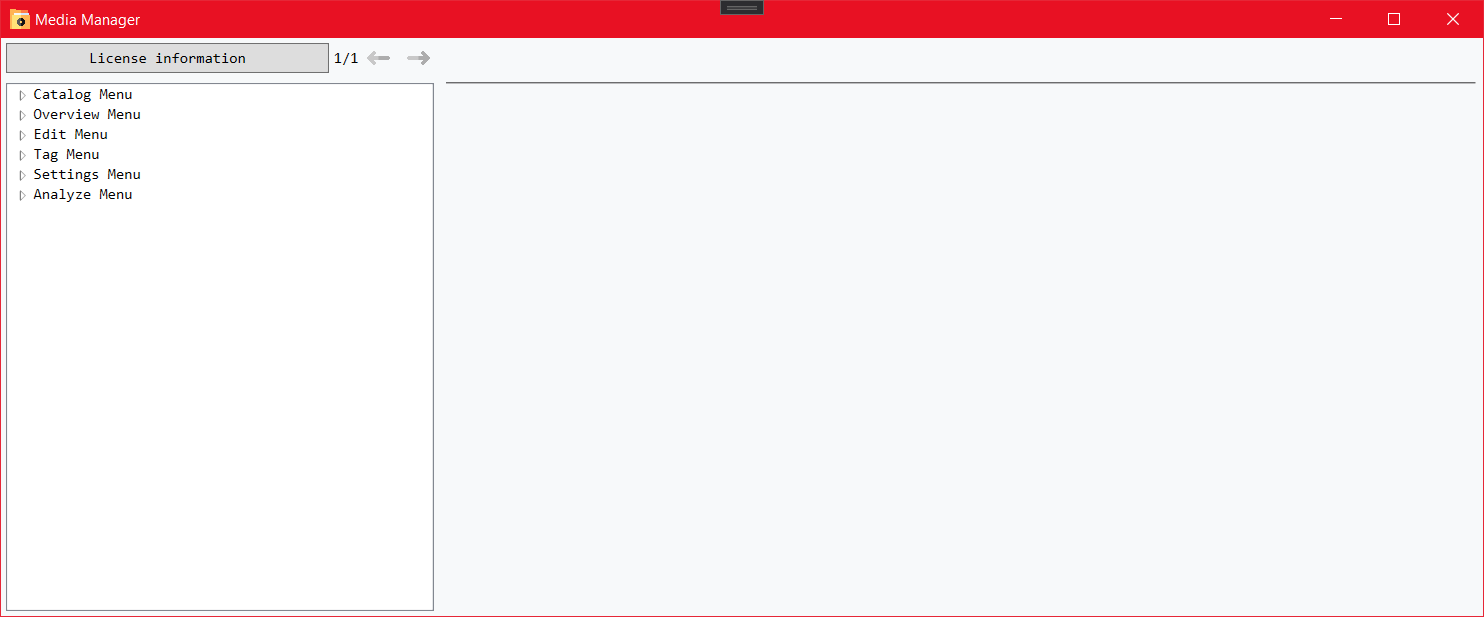 Media Manager
License information 1/1
Catalog Menu
Overview Menu
Edit Menu
Tag Menu
Settings Menu
Analyze Menu